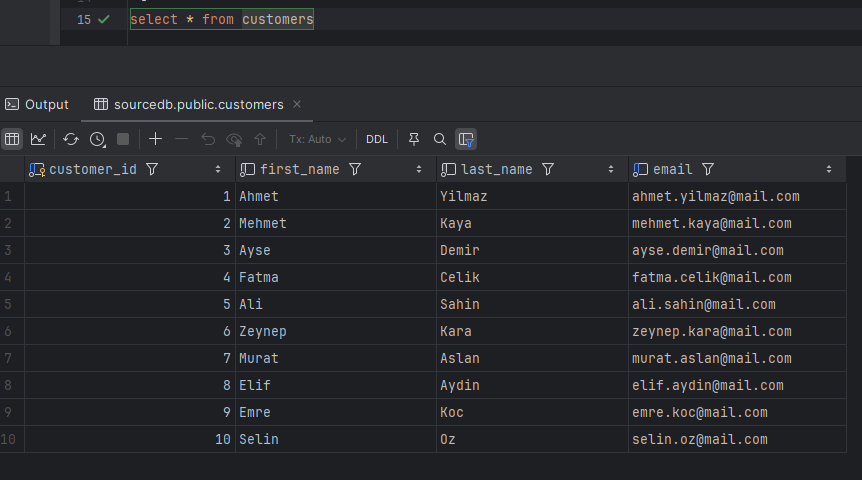 15 select * from customers
Output sourcedb.public.customers
Tx: Auto DDL
customer_id first_name last_name email
1 1 Ahmet Yilmaz ahmet.yilmaz@mail.com
2 2 Mehmet Kaya mehmet.kaya@mail.com
3 3 Ayse Demir ayse.demir@mail.com
4 4 Fatma Celik fatma.celik@mail.com
5 5 Ali Sahin ali.sahin@mail.com
6 6 Zeynep Kara zeynep.kara@mail.com
7 7 Murat Aslan murat.aslan@mail.com
8 8 Elif Aydin elif.aydin@mail.com
9 9 Emre Koc emre.koc@mail.com
10 10 Selin Oz selin.oz@mail.com